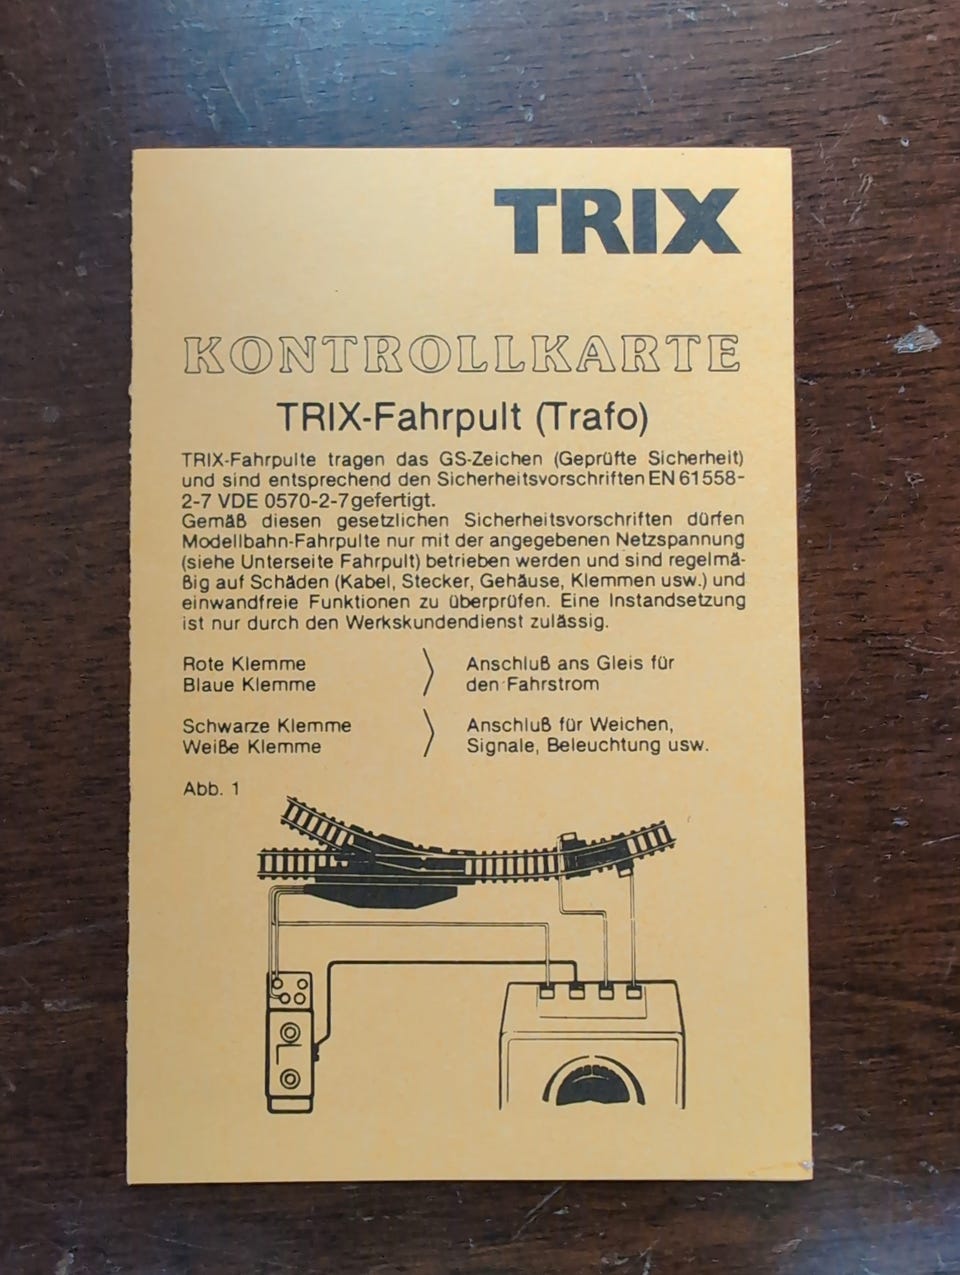 TRIX
KONTROLLKARTE
TRIX-Fahrpult (Trafo)
TRIX-Fahrpulte tragen das GS-Zeichen (Geprüfte Sicherheit)
und sind entsprechend den Sicherheitsvorschriften EN 61558-
2-7 VDE 0570-2-7 gefertigt.
Gemäß diesen gesetzlichen Sicherheitsvorschriften dürfen
Modellbahn-Fahrpulte nur mit der angegebenen Netzspannung
(siehe Unterseite Fahrpult) betrieben werden und sind regelmä-
ßig auf Schäden (Kabel, Stecker, Gehäuse, Klemmen usw.) und
einwandfreie Funktionen zu überprüfen. Eine Instandsetzung
ist nur durch den Werkskundendienst zulässig.
Rote Klemme
Blaue Klemme
Anschluß ans Gleis für
den Fahrstrom
Schwarze Klemme
Weiße Klemme
Anschluß für Weichen,
Signale, Beleuchtung usw.
Abb. 1